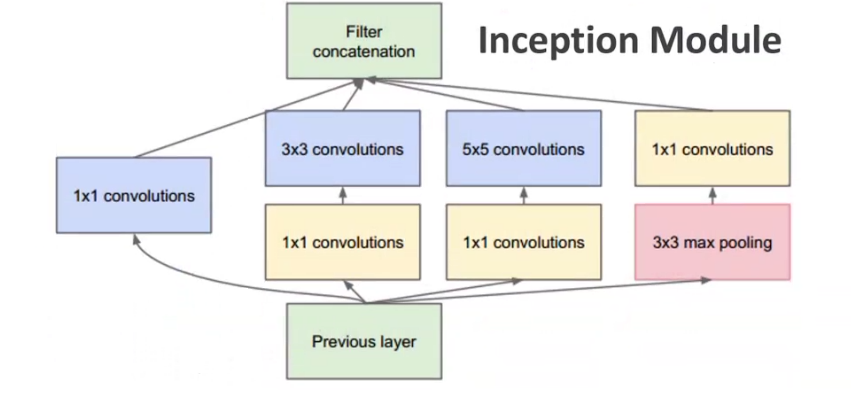 Inception Module
Filter
concatenation
3x3 convolutions
5x5 convolutions
1x1 convolutions
1x1 convolutions
1x1 convolutions
1x1 convolutions
3x3 max pooling
Previous layer